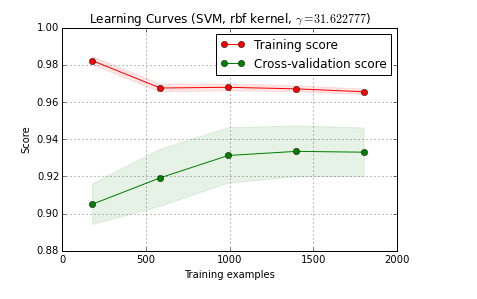 Learning Curves (SVM, rbf kernel, γ=31.622777)
1.00
0.98
0.96
0.94
0.92
0.90
0.88
Score
Training score
Cross-validation score
0 500 1000 1500 2000
Training examples